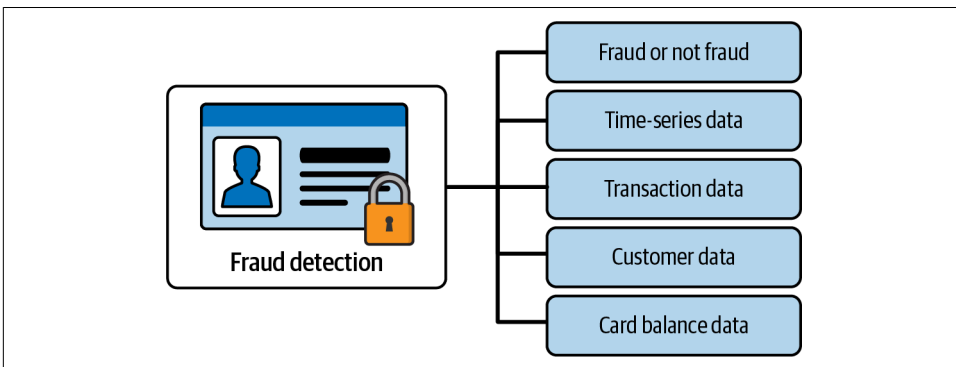 Fraud detection
Fraud or not fraud
Time-series data
Transaction data
Customer data
Card balance data